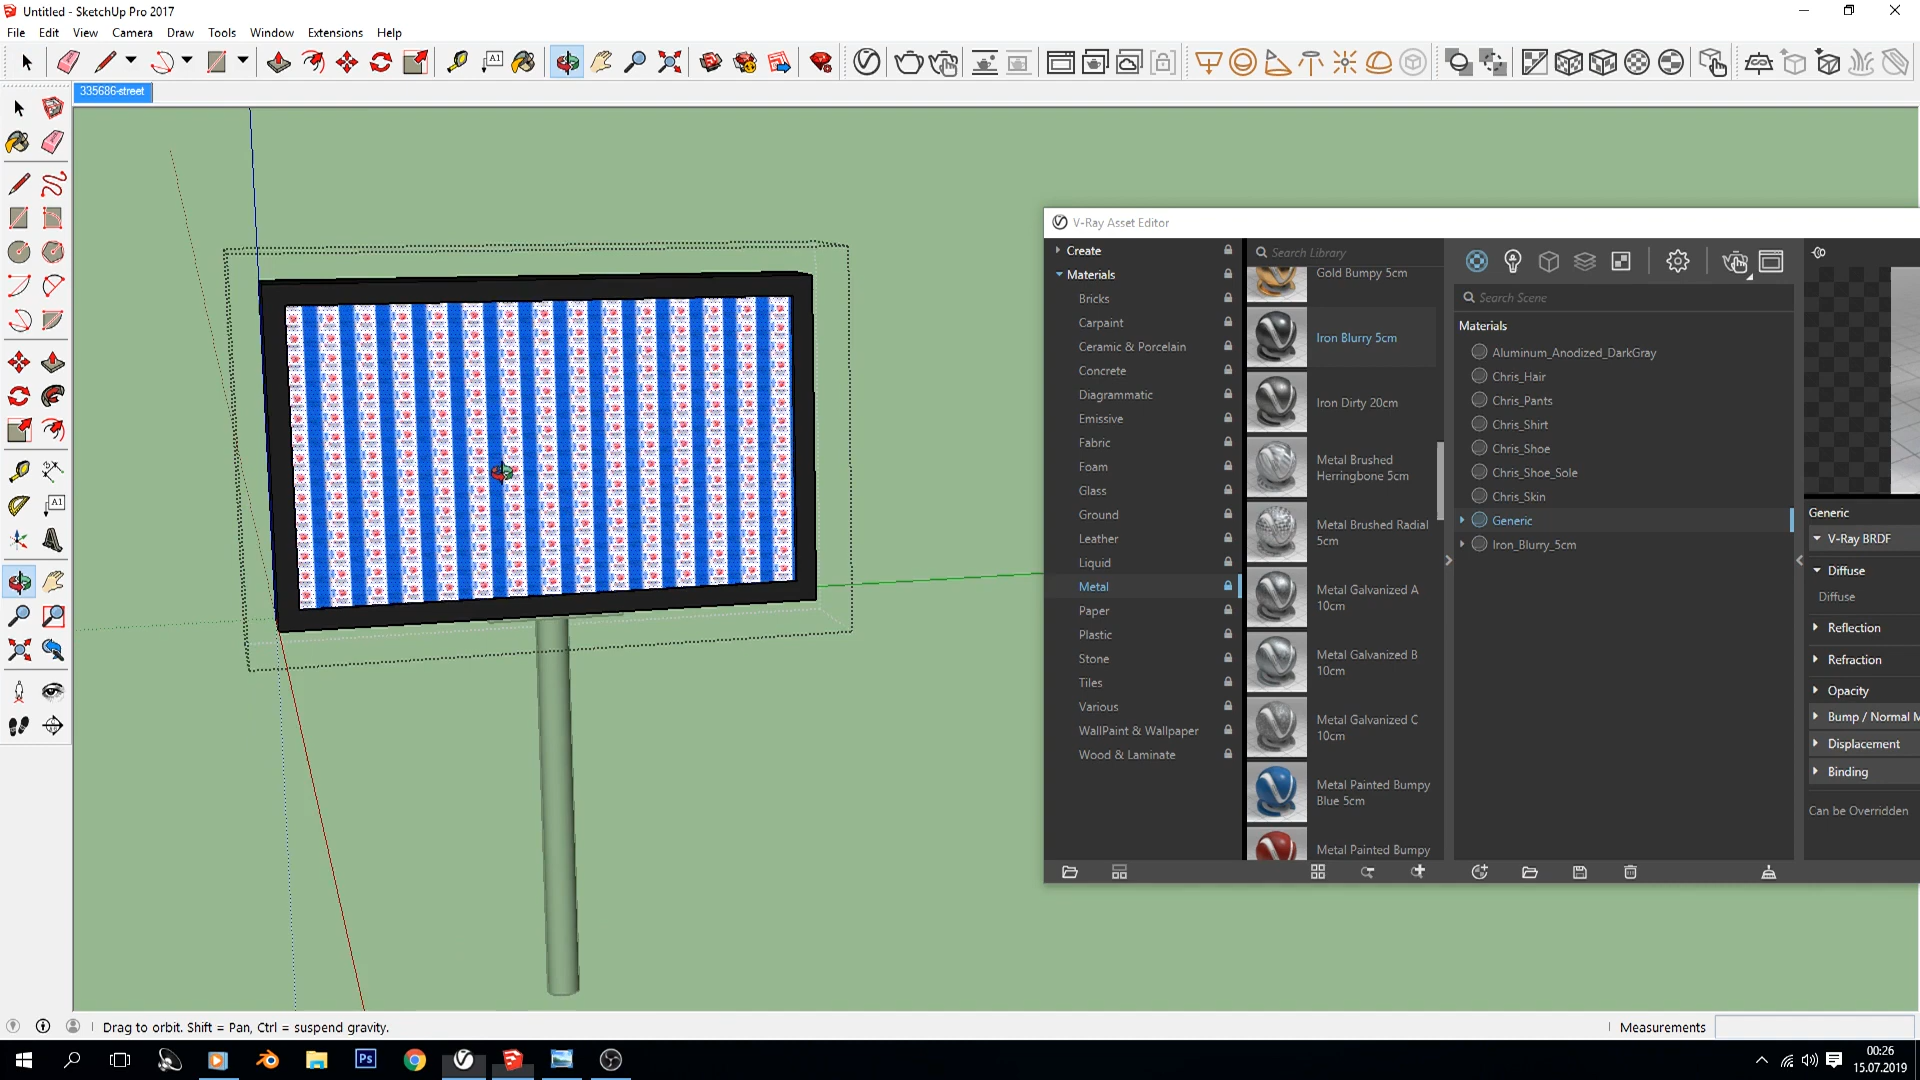 Untitled - SketchUp Pro 2017
File Edit View Camera Draw Tools Window Extensions Help
335686-street
V-Ray Asset Editor
Create
Materials
Bricks
Carpaint
Ceramic & Porcelain
Concrete
Diagrammatic
Emissive
Fabric
Foam
Glass
Ground
Leather
Liquid
Metal
Paper
Plastic
Stone
Tiles
Various
WallPaint & Wallpaper
Wood & Laminate
Search Library
Gold Bumpy 5cm
Iron Blurry 5cm
Iron Dirty 20cm
Metal Brushed
Herringbone 5cm
Metal Brushed Radial
5cm
Metal Galvanized A
10cm
Metal Galvanized B
10cm
Metal Galvanized C
10cm
Metal Painted Bumpy
Blue 5cm
Metal Painted Bumpy
Search Scene
Materials
Aluminum_Anodized_DarkGray
Chris_Hair
Chris_Pants
Chris_Shirt
Chris_Shoe
Chris_Shoe_Sole
Chris_Skin
Generic
Iron_Blurry_5cm
Generic
V-Ray BRDF
Diffuse
Diffuse
Reflection
Refraction
Opacity
Bump / Normal M
Displacement
Binding
Can be Overridden
Drag to orbit. Shift = Pan, Ctrl = suspend gravity.
Measurements
Ps
00:26
15.07.2019